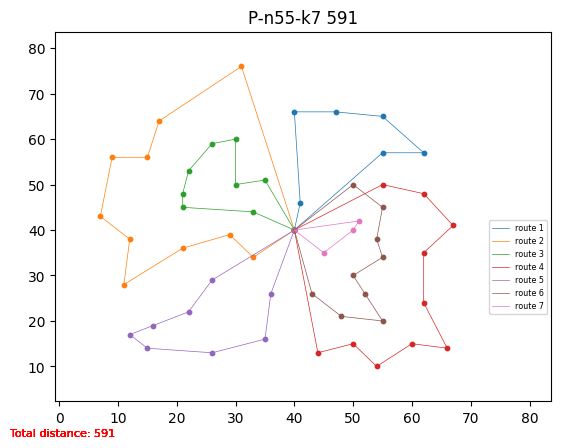 P-n55-k7 591
80
70
60
50
40
30
20
10
0 10 20 30 40 50 60 70 80
route 1
route 2
route 3
route 4
route 5
route 6
route 7
Total distance: 591